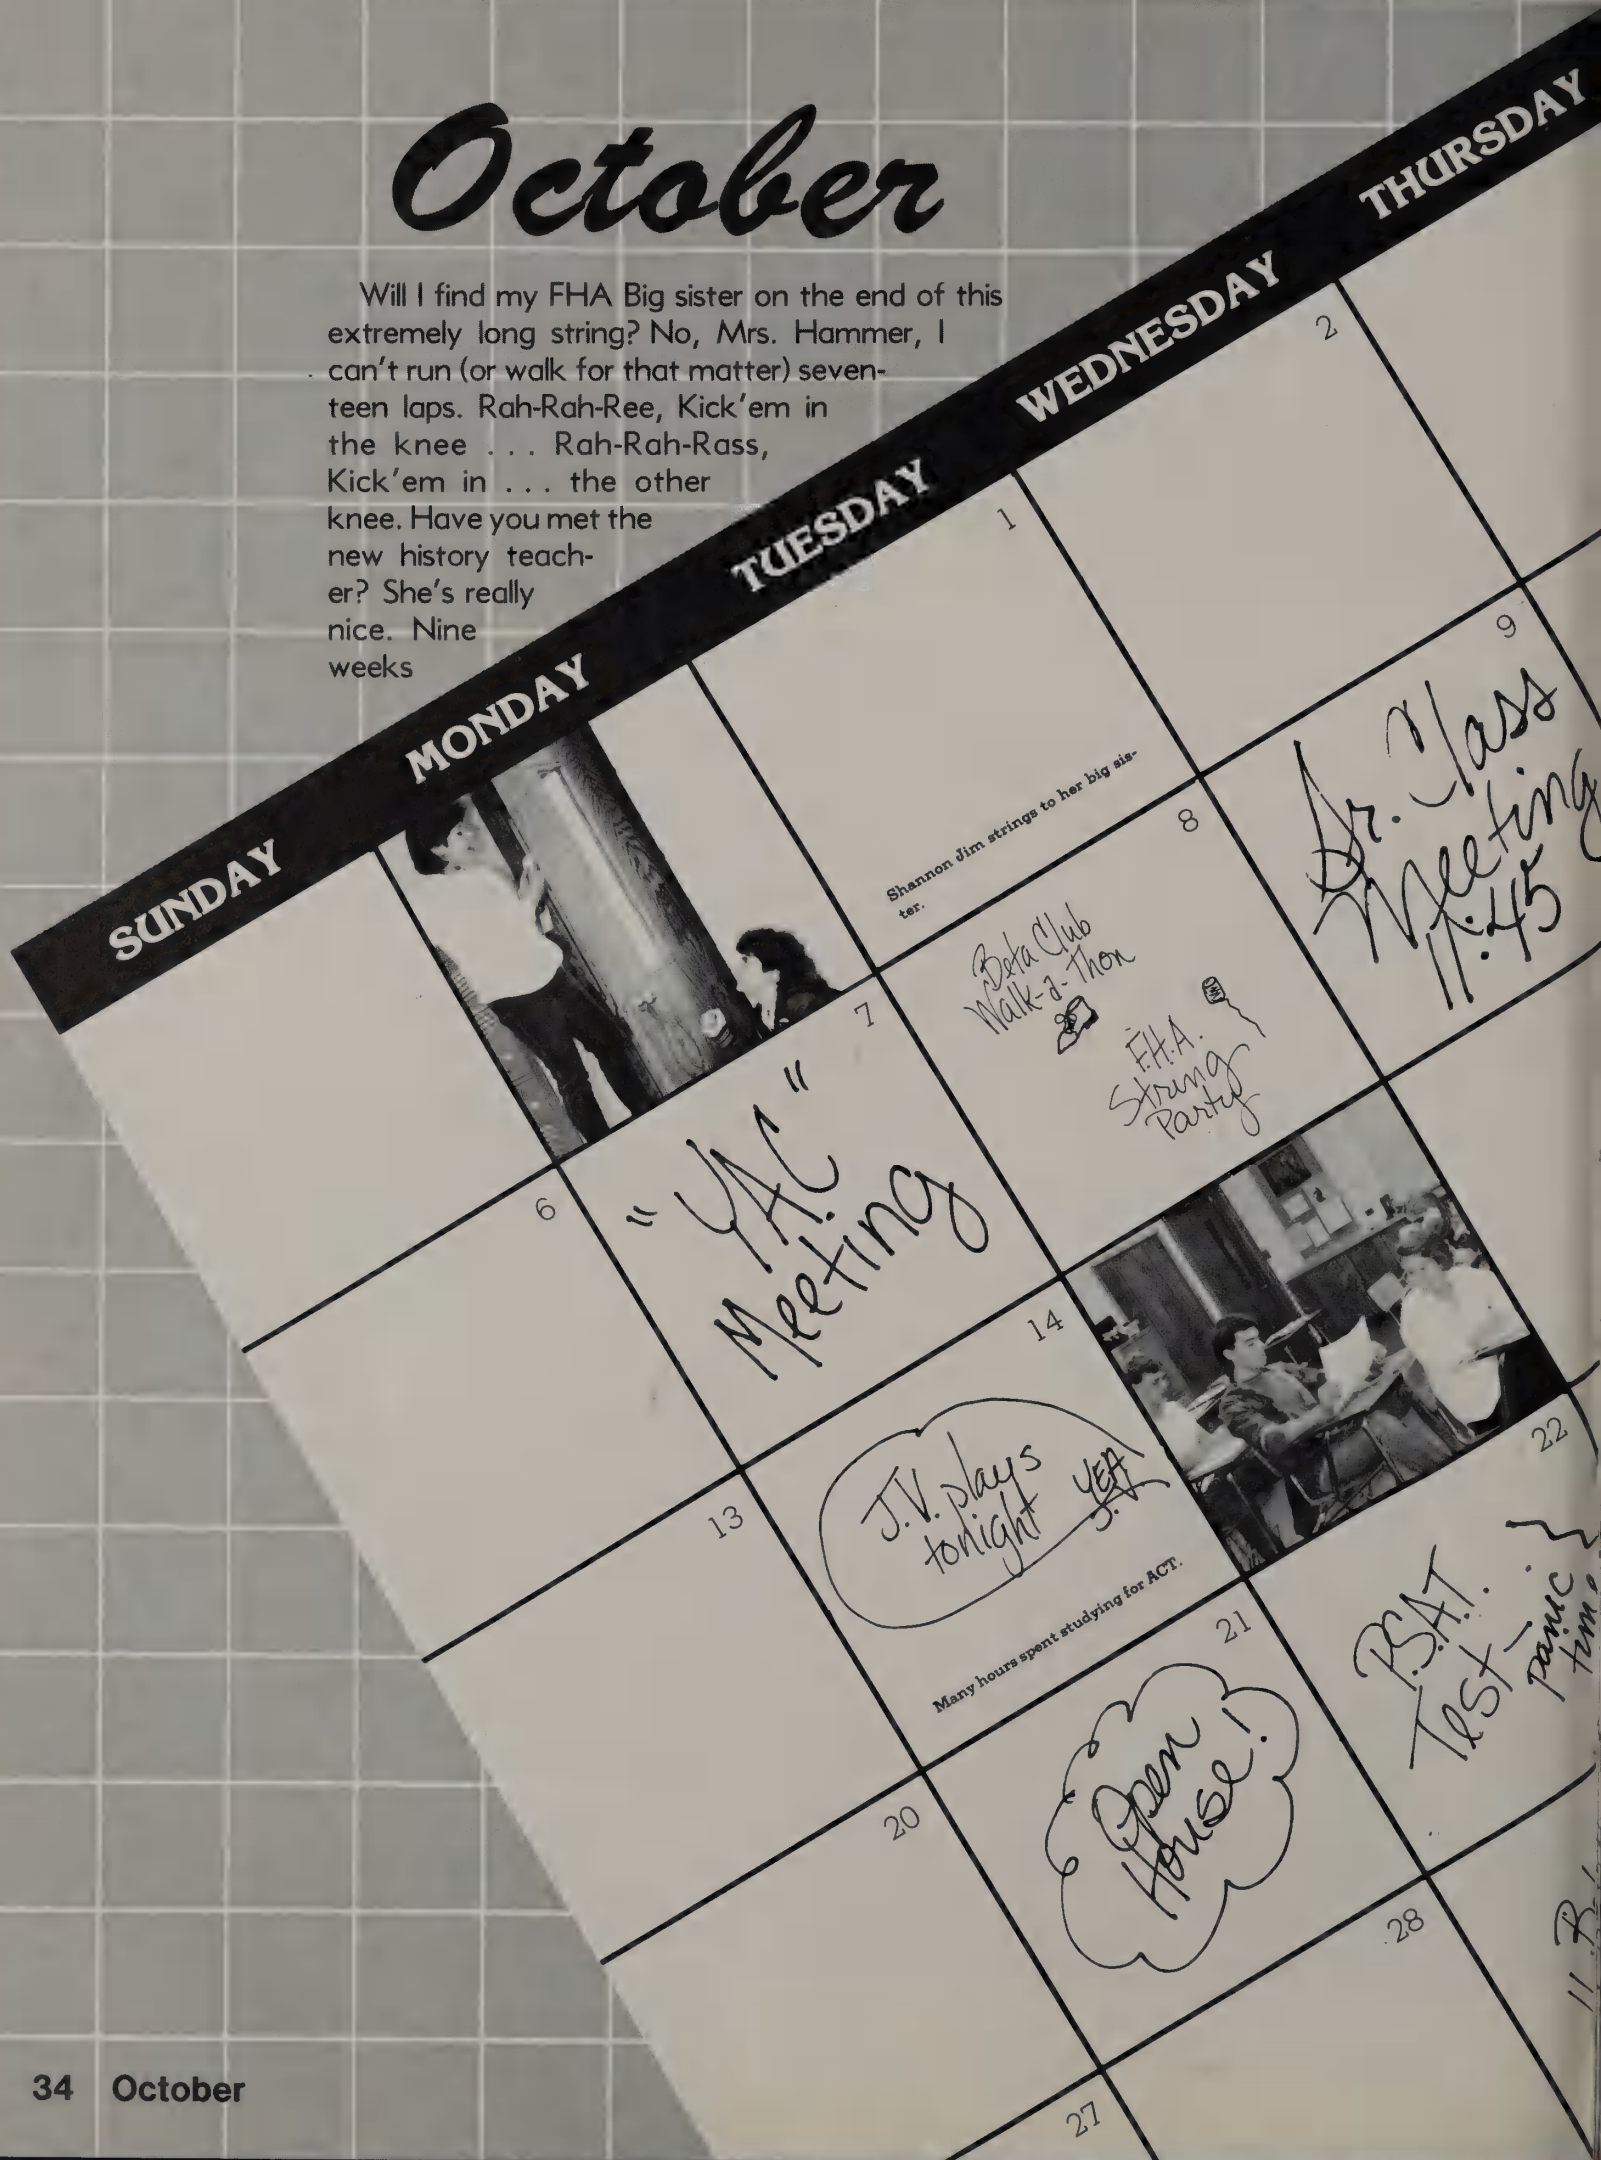 October
Will I find my FHA Big sister on the end of this
extremely long string? No, Mrs. Hammer, I
can't run (or walk for that matter) seven-
teen laps. Rah-Rah-Ree, Kick'em in
the knee . . . Rah-Rah-Rass,
Kick'em in . . . the other
knee. Have you met the
new history teach-
er? She's really
nice. Nine
weeks
SUNDAY
MONDAY
TUESDAY
WEDNESDAY
THURSDAY
1
2
Shannon Jim strings to her big sis-
ter.
6
7
"YAC"
Meeting
8
Beta Club
Walk-a-Thon
F.H.A.
String
Party
9
Sr. Class
Meeting
11:45
13
14
J.V. plays
tonight
YEA
J.V.
Many hours spent studying for ACT.
20
21
Open
House!
22
P.S.A.T.
Test-
panic
27
28
34 October